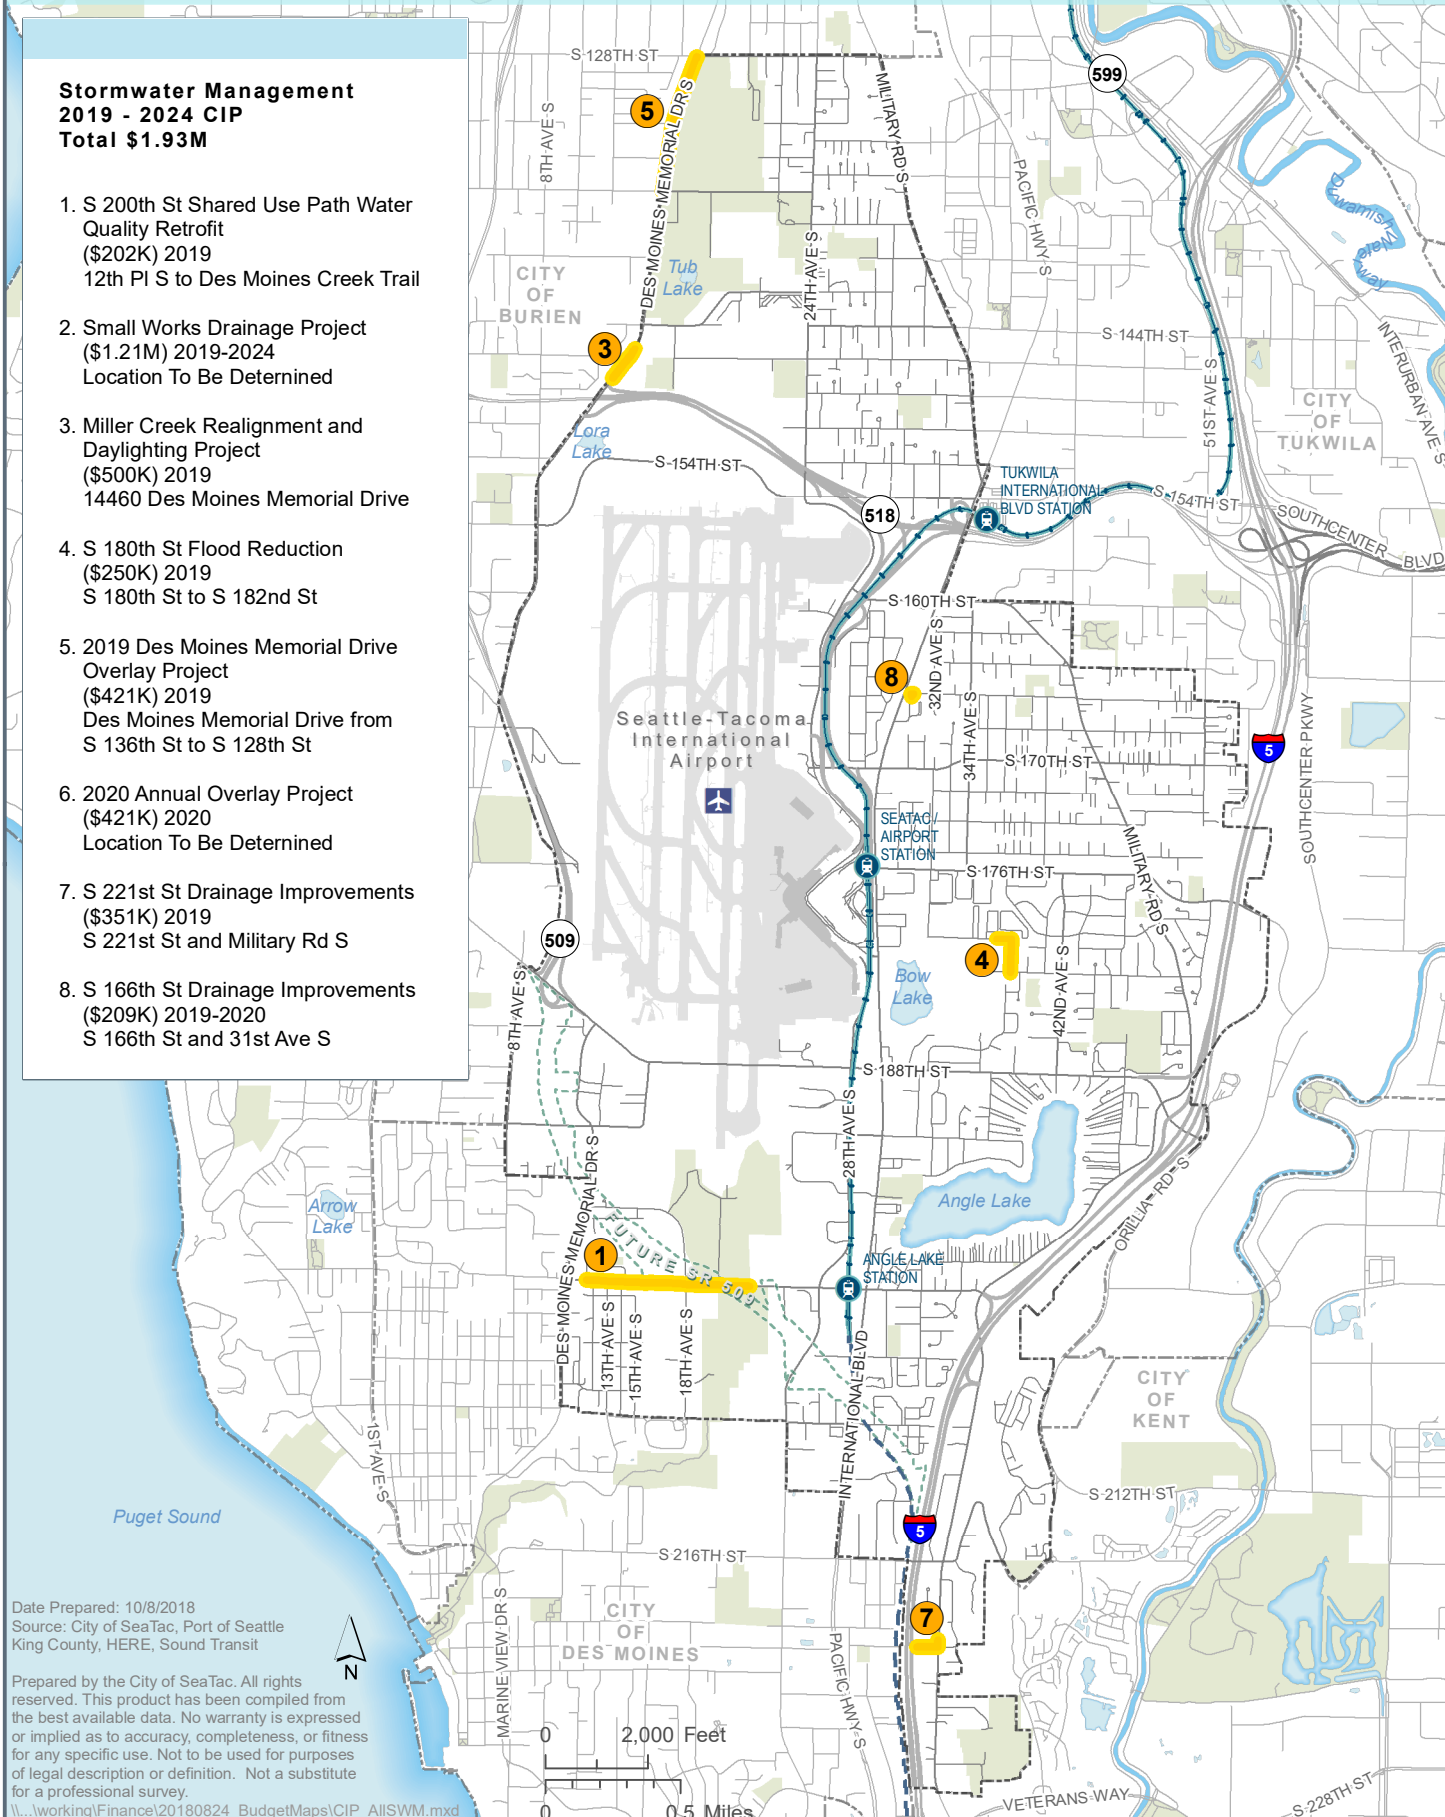 Stormwater Management
2019 - 2024 CIP
Total $1.93M
1. S 200th St Shared Use Path Water
Quality Retrofit
($202K) 2019
12th Pl S to Des Moines Creek Trail
2. Small Works Drainage Project
($1.21M) 2019-2024
Location To Be Deternined
3. Miller Creek Realignment and
Daylighting Project
($500K) 2019
14460 Des Moines Memorial Drive
4. S 180th St Flood Reduction
($250K) 2019
S 180th St to S 182nd St
5. 2019 Des Moines Memorial Drive
Overlay Project
($421K) 2019
Des Moines Memorial Drive from
S 136th St to S 128th St
6. 2020 Annual Overlay Project
($421K) 2020
Location To Be Deternined
7. S 221st St Drainage Improvements
($351K) 2019
S 221st St and Military Rd S
8. S 166th St Drainage Improvements
($209K) 2019-2020
S 166th St and 31st Ave S
S 128TH ST
599
5
8TH AVE S
DES MOINES MEMORIAL DR S
MILITARY RD S
PACIFIC HWY S
Duwamish Waterway
24TH AVE S
CITY
OF
BURIEN
Tub
Lake
S 144TH ST
INTERURBAN AVE S
3
51ST AVE S
CITY
OF
TUKWILA
Lora
Lake
S 154TH ST
TUKWILA
INTERNATIONAL
BLVD STATION
S 154TH ST
518
SOUTHCENTER BLVD
S 160TH ST
32ND AVE S
8
34TH AVE S
Seattle-Tacoma
International
Airport
S 170TH ST
5
SOUTHCENTER PKWY
SEATAC/
AIRPORT
STATION
MILITARY RD S
S 176TH ST
509
4
Bow
Lake
42ND AVE S
8TH AVE S
S 188TH ST
28TH AVE S
DES MOINES MEMORIAL DR S
Arrow
Lake
Angle Lake
ORILLIA RD S
FUTURE SR 509
1
ANGLE LAKE
STATION
13TH AVE S
15TH AVE S
18TH AVE S
INTERNATIONAL BLVD
CITY
OF
KENT
1ST AVE S
S 212TH ST
Puget Sound
5
S 216TH ST
7
CITY
OF
DES MOINES
MARINE VIEW DR S
PACIFIC HWY S
Date Prepared: 10/8/2018
Source: City of SeaTac, Port of Seattle
King County, HERE, Sound Transit
N
Prepared by the City of SeaTac. All rights
reserved. This product has been compiled from
the best available data. No warranty is expressed
or implied as to accuracy, completeness, or fitness
for any specific use. Not to be used for purposes
of legal description or definition. Not a substitute
for a professional survey.
\\...\working\Finance\20180824_BudgetMaps\CIP_AllSWM.mxd
0 2,000 Feet
0 0.5 Miles
VETERANS WAY
S 228TH ST